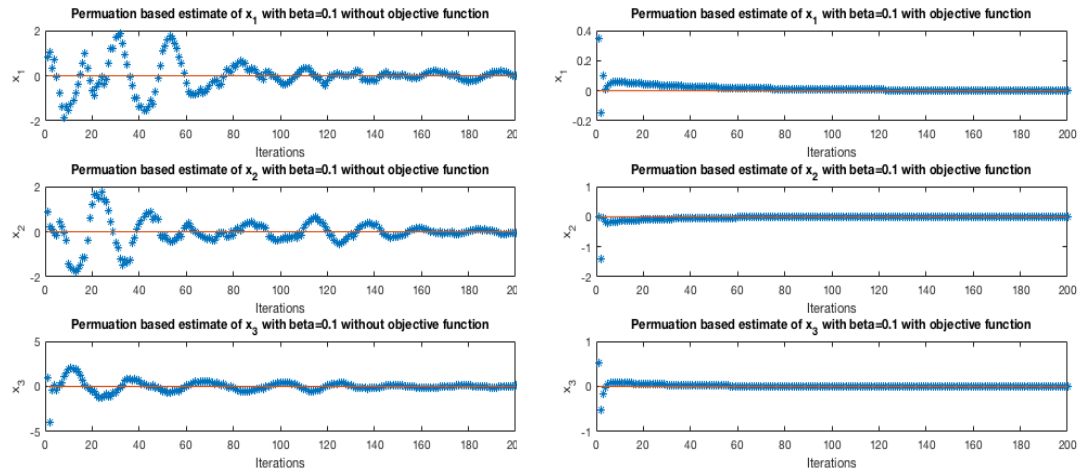 Permuation based estimate of x1 with beta=0.1 without objective function
2
0
-2
x1
0 20 40 60 80 100 120 140 160 180 200
Iterations
Permuation based estimate of x2 with beta=0.1 without objective function
2
0
-2
x2
0 20 40 60 80 100 120 140 160 180 200
Iterations
Permuation based estimate of x3 with beta=0.1 without objective function
5
0
-5
x3
0 20 40 60 80 100 120 140 160 180 200
Iterations
Permuation based estimate of x1 with beta=0.1 with objective function
0.4
0.2
0
-0.2
x1
0 20 40 60 80 100 120 140 160 180 200
Iterations
Permuation based estimate of x2 with beta=0.1 with objective function
1
0
-1
-2
x2
0 20 40 60 80 100 120 140 160 180 200
Iterations
Permuation based estimate of x3 with beta=0.1 with objective function
1
0
-1
x3
0 20 40 60 80 100 120 140 160 180 200
Iterations